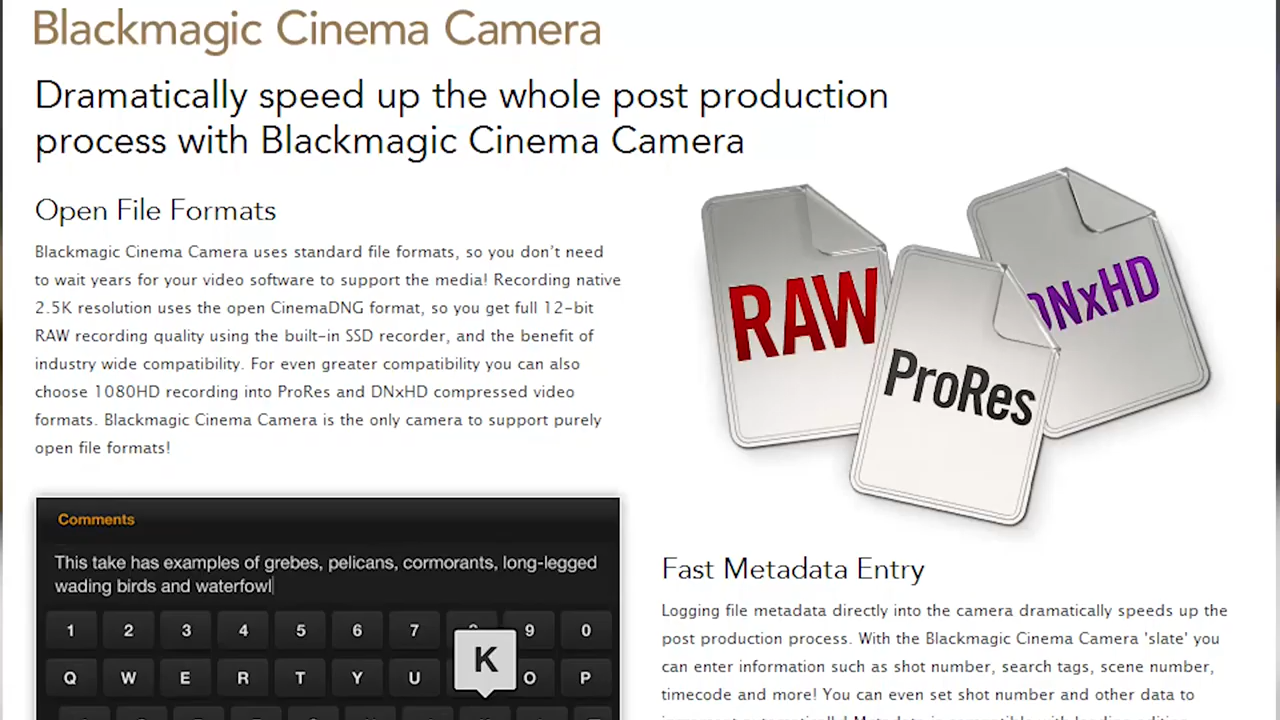 Blackmagic Cinema Camera
Dramatically speed up the whole post production
process with Blackmagic Cinema Camera
Open File Formats
Blackmagic Cinema Camera uses standard file formats, so you don't need
to wait years for your video software to support the media! Recording native
2.5K resolution uses the open CinemaDNG format, so you get full 12-bit
RAW recording quality using the built-in SSD recorder, and the benefit of
industry wide compatibility. For even greater compatibility you can also
choose 1080HD recording into ProRes and DNxHD compressed video
formats. Blackmagic Cinema Camera is the only camera to support purely
open file formats!
RAW
ProRes
DNxHD
Comments
This take has examples of grebes, pelicans, cormorants, long-legged
wading birds and waterfowl
1 2 3 4 5 6 7 9 0
Q W E R T Y U K O P
Fast Metadata Entry
Logging file metadata directly into the camera dramatically speeds up the
post production process. With the Blackmagic Cinema Camera 'slate' you
can enter information such as shot number, search tags, scene number,
timecode and more! You can even set shot number and other data to